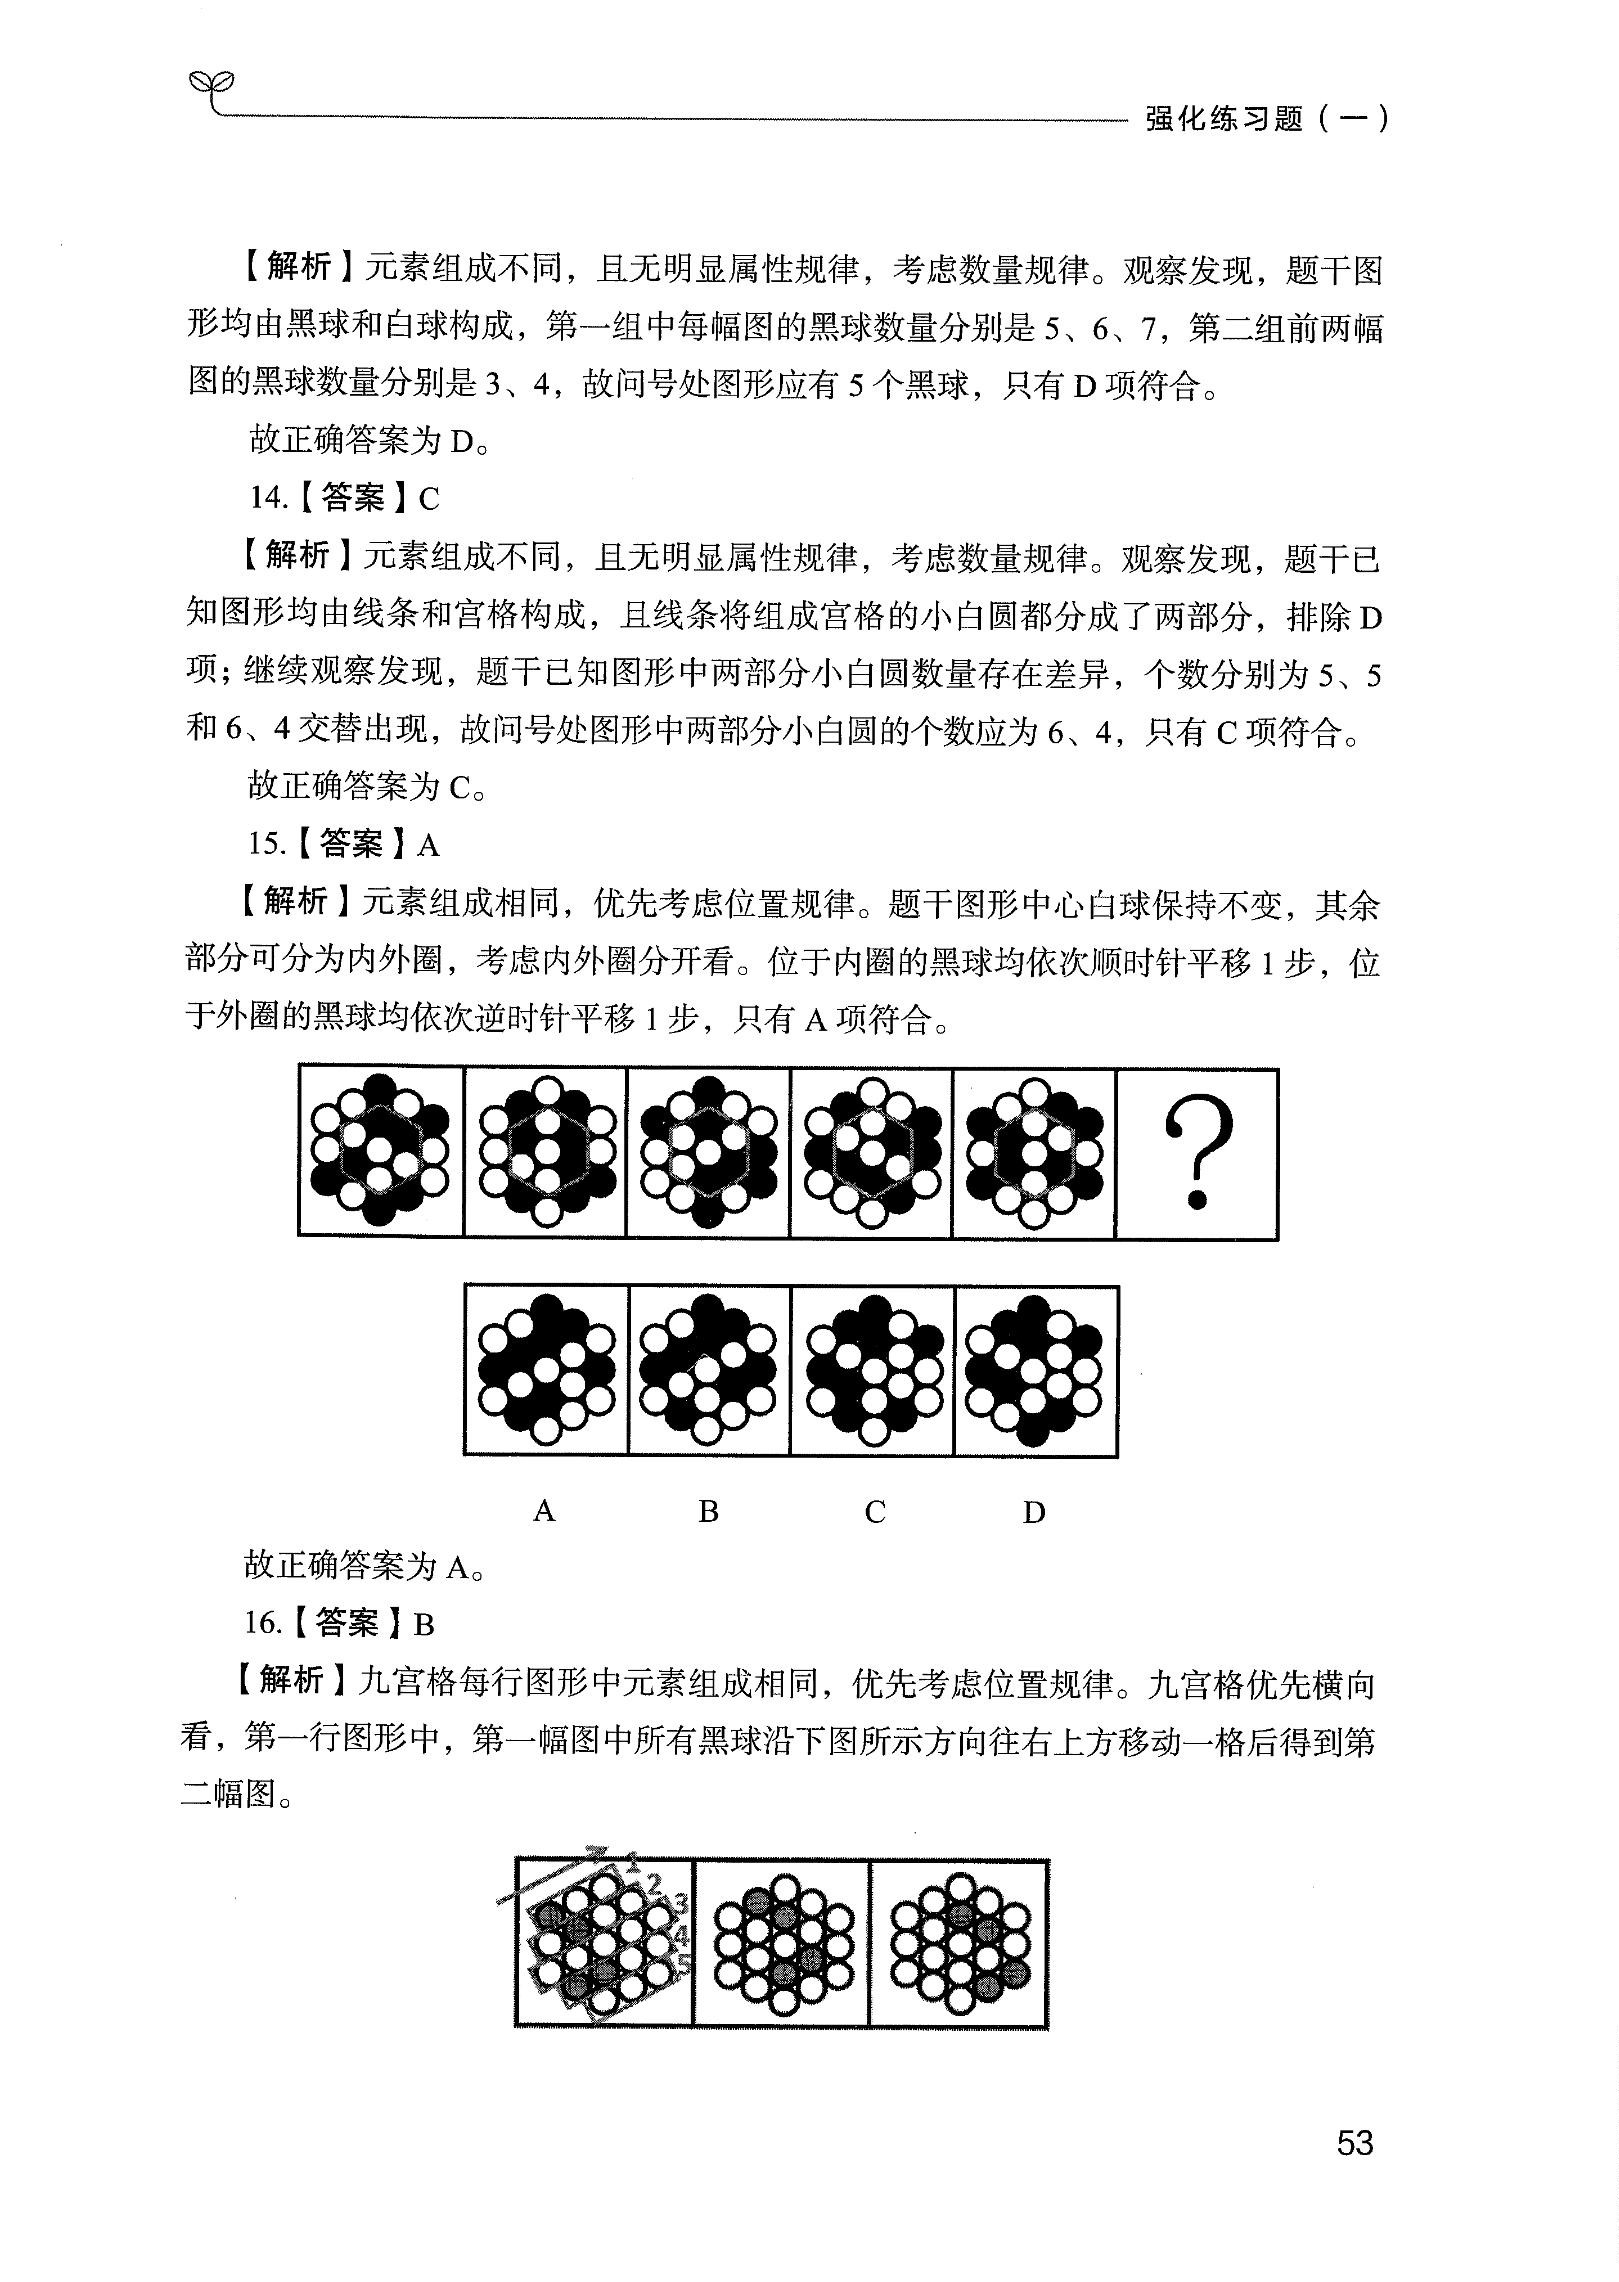 强化练习题(一)
【解析】元素组成不同，且无明显属性规律，考虑数量规律。观察发现，题干图
形均由黑球和白球构成，第一组中每幅图的黑球数量分别是 5、6、7，第二组前两幅
图的黑球数量分别是 3、4，故问号处图形应有 5 个黑球，只有 D 项符合。
故正确答案为 D。
14.【答案】C
【解析】元素组成不同，且无明显属性规律，考虑数量规律。观察发现，题干已
知图形均由线条和宫格构成，且线条将组成宫格的小白圆都分成了两部分，排除 D
项；继续观察发现，题干已知图形中两部分小白圆数量存在差异，个数分别为 5、5
和 6、4 交替出现，故问号处图形中两部分小白圆的个数应为 6、4，只有 C 项符合。
故正确答案为 C。
15.【答案】A
【解析】元素组成相同，优先考虑位置规律。题干图形中心白球保持不变，其余
部分可分为内外圈，考虑内外圈分开看。位于内圈的黑球均依次顺时针平移 1 步，位
于外圈的黑球均依次逆时针平移 1 步，只有 A 项符合。
?
A B C D
故正确答案为 A。
16.【答案】B
【解析】九宫格每行图形中元素组成相同，优先考虑位置规律。九宫格优先横向
看，第一行图形中，第一幅图中所有黑球沿下图所示方向往右上方移动一格后得到第
二幅图。
1
2
3
4
5
53